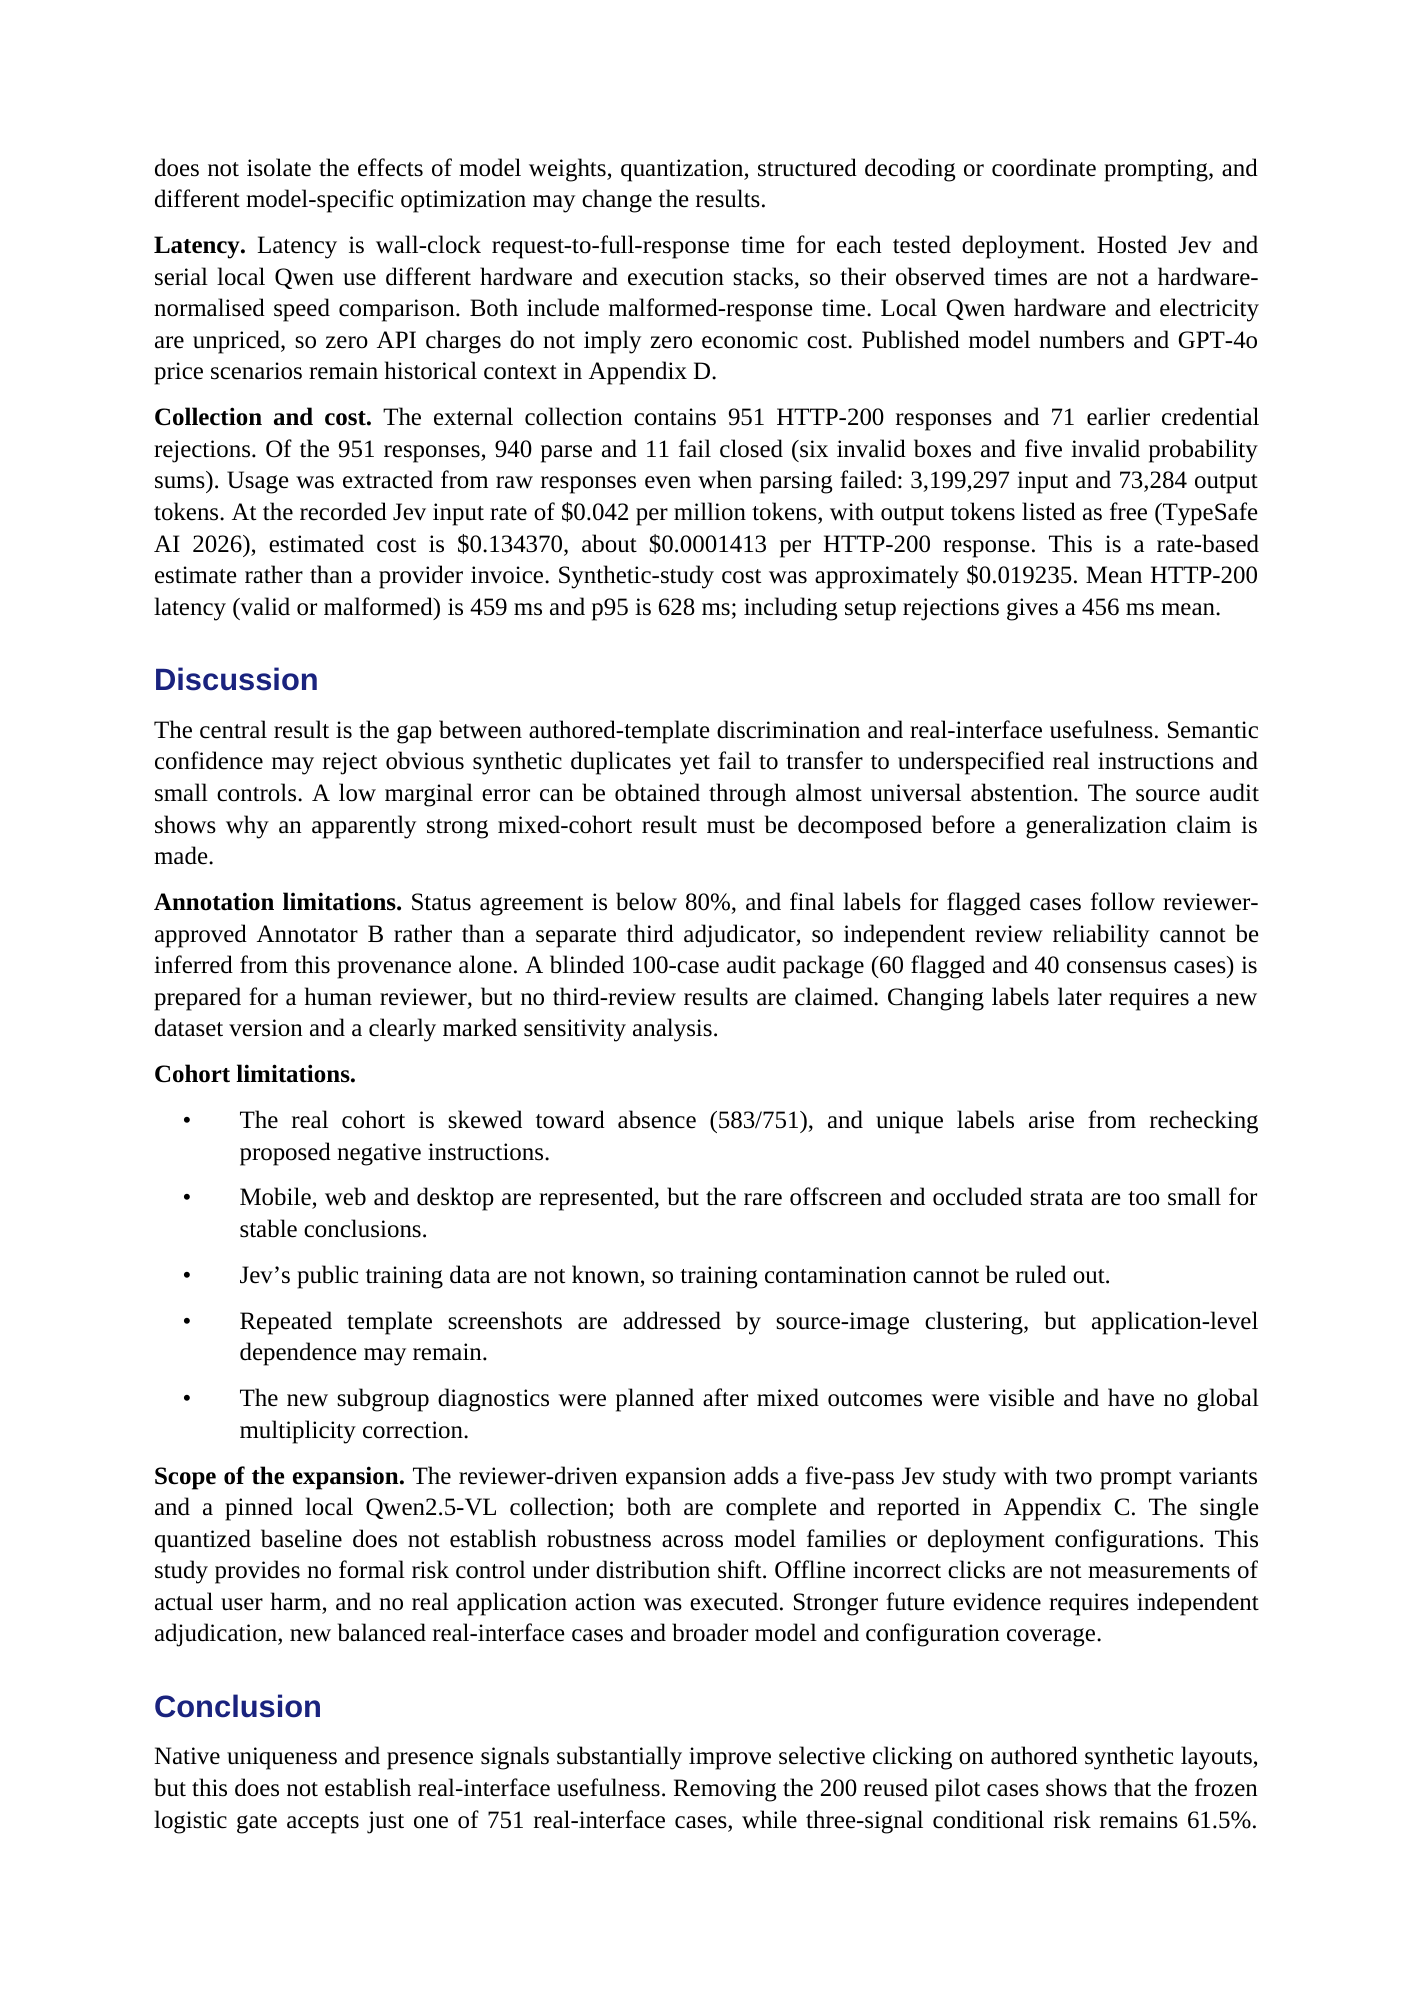 does not isolate the effects of model weights, quantization, structured decoding or coordinate prompting, and
different model-specific optimization may change the results.
Latency. Latency is wall-clock request-to-full-response time for each tested deployment. Hosted Jev and
serial local Qwen use different hardware and execution stacks, so their observed times are not a hardware-
normalised speed comparison. Both include malformed-response time. Local Qwen hardware and electricity
are unpriced, so zero API charges do not imply zero economic cost. Published model numbers and GPT-4o
price scenarios remain historical context in Appendix D.
Collection and cost. The external collection contains 951 HTTP-200 responses and 71 earlier credential
rejections. Of the 951 responses, 940 parse and 11 fail closed (six invalid boxes and five invalid probability
sums). Usage was extracted from raw responses even when parsing failed: 3,199,297 input and 73,284 output
tokens. At the recorded Jev input rate of $0.042 per million tokens, with output tokens listed as free (TypeSafe
AI 2026), estimated cost is $0.134370, about $0.0001413 per HTTP-200 response. This is a rate-based
estimate rather than a provider invoice. Synthetic-study cost was approximately $0.019235. Mean HTTP-200
latency (valid or malformed) is 459 ms and p95 is 628 ms; including setup rejections gives a 456 ms mean.
Discussion
The central result is the gap between authored-template discrimination and real-interface usefulness. Semantic
confidence may reject obvious synthetic duplicates yet fail to transfer to underspecified real instructions and
small controls. A low marginal error can be obtained through almost universal abstention. The source audit
shows why an apparently strong mixed-cohort result must be decomposed before a generalization claim is
made.
Annotation limitations. Status agreement is below 80%, and final labels for flagged cases follow reviewer-
approved Annotator B rather than a separate third adjudicator, so independent review reliability cannot be
inferred from this provenance alone. A blinded 100-case audit package (60 flagged and 40 consensus cases) is
prepared for a human reviewer, but no third-review results are claimed. Changing labels later requires a new
dataset version and a clearly marked sensitivity analysis.
Cohort limitations.
• The real cohort is skewed toward absence (583/751), and unique labels arise from rechecking
proposed negative instructions.
• Mobile, web and desktop are represented, but the rare offscreen and occluded strata are too small for
stable conclusions.
• Jev’s public training data are not known, so training contamination cannot be ruled out.
• Repeated template screenshots are addressed by source-image clustering, but application-level
dependence may remain.
• The new subgroup diagnostics were planned after mixed outcomes were visible and have no global
multiplicity correction.
Scope of the expansion. The reviewer-driven expansion adds a five-pass Jev study with two prompt variants
and a pinned local Qwen2.5-VL collection; both are complete and reported in Appendix C. The single
quantized baseline does not establish robustness across model families or deployment configurations. This
study provides no formal risk control under distribution shift. Offline incorrect clicks are not measurements of
actual user harm, and no real application action was executed. Stronger future evidence requires independent
adjudication, new balanced real-interface cases and broader model and configuration coverage.
Conclusion
Native uniqueness and presence signals substantially improve selective clicking on authored synthetic layouts,
but this does not establish real-interface usefulness. Removing the 200 reused pilot cases shows that the frozen
logistic gate accepts just one of 751 real-interface cases, while three-signal conditional risk remains 61.5%.